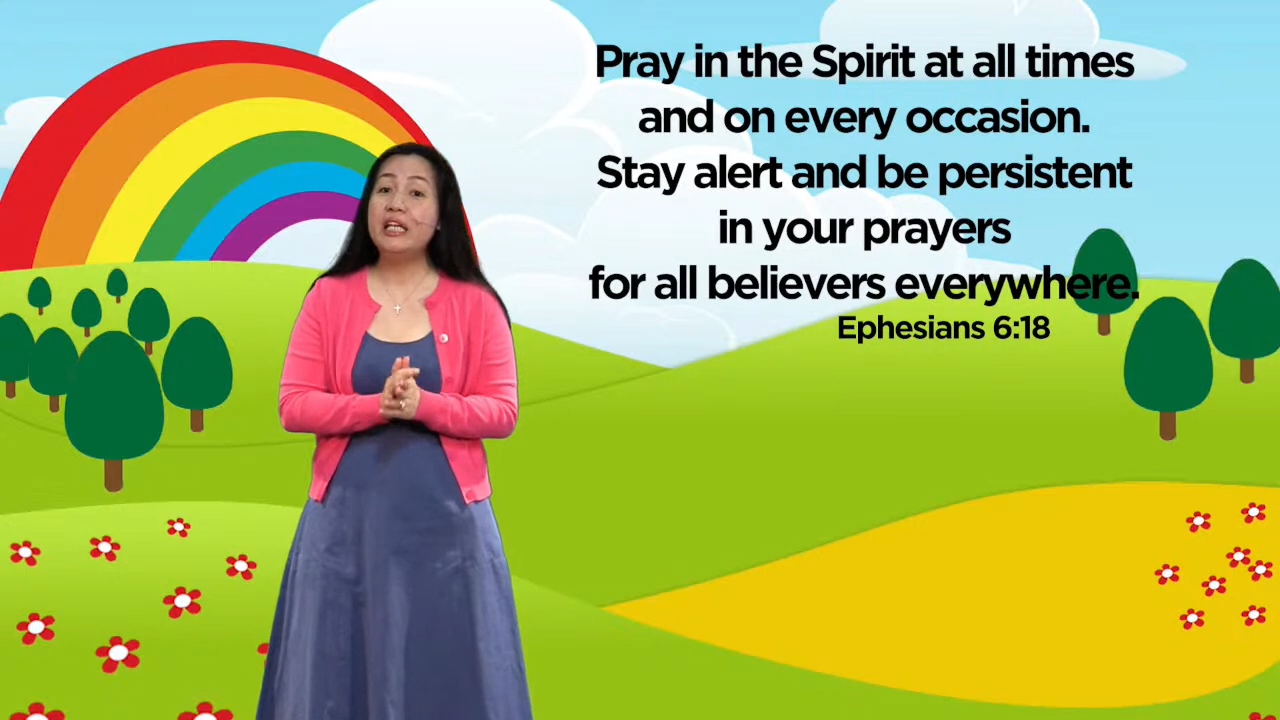 Pray in the Spirit at all times
and on every occasion.
Stay alert and be persistent
in your prayers
for all believers everywhere.
Ephesians 6:18